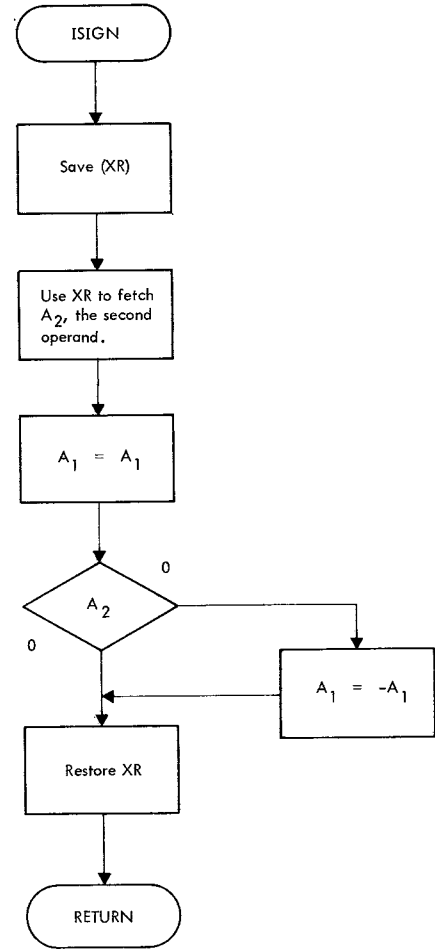 ISIGN
Save (XR)
Use XR to fetch
A2, the second
operand.
A1 = A1
0
A2
0
A1 = -A1
Restore XR
RETURN